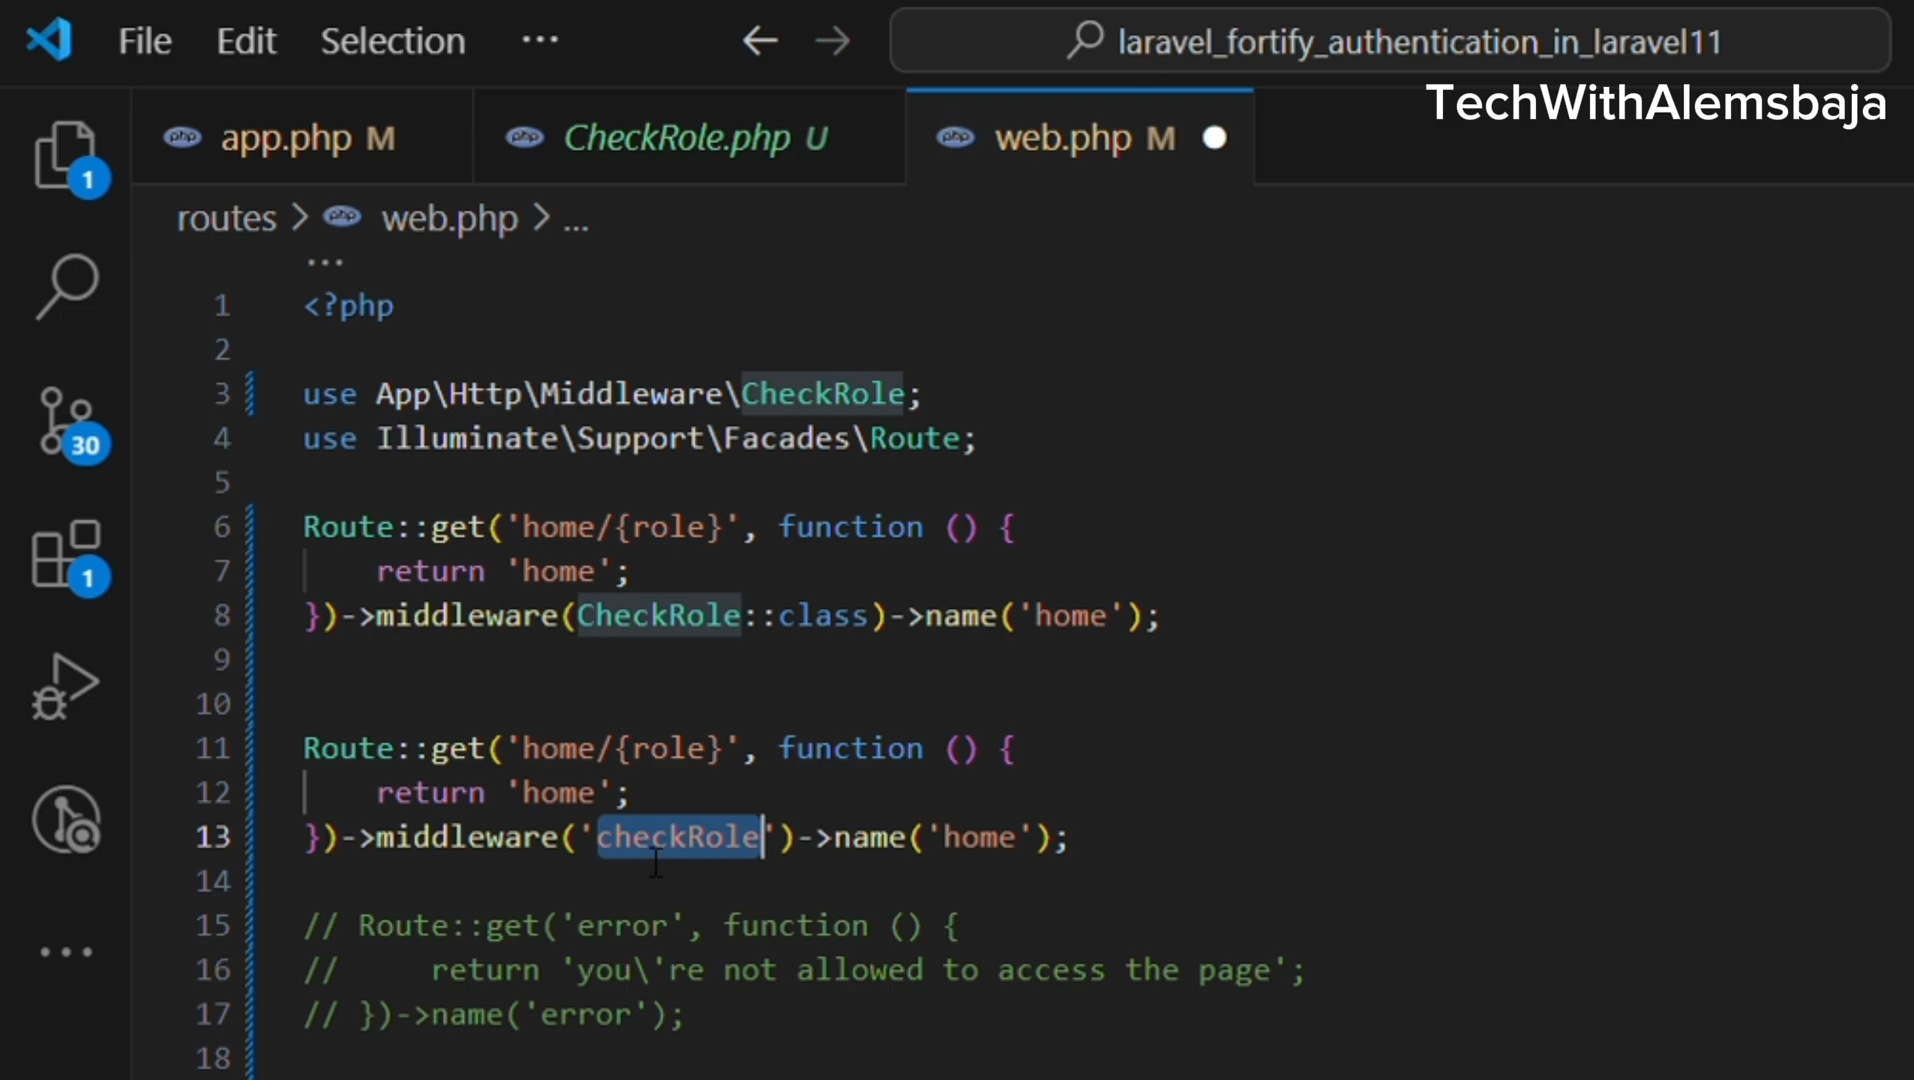 File Edit Selection ··· ← → laravel_fortify_authentication_in_laravel11
TechWithAlemsbaja
app.php M CheckRole.php U web.php M
routes > web.php > ...
...
1 <?php
2
3 use App\Http\Middleware\CheckRole;
4 use Illuminate\Support\Facades\Route;
5
6 Route::get('home/{role}', function () {
7 return 'home';
8 })->middleware(CheckRole::class)->name('home');
9
10
11 Route::get('home/{role}', function () {
12 return 'home';
13 })->middleware('checkRole')->name('home');
14
15 // Route::get('error', function () {
16 // return 'you\'re not allowed to access the page';
17 // })->name('error');
18
1
30
1